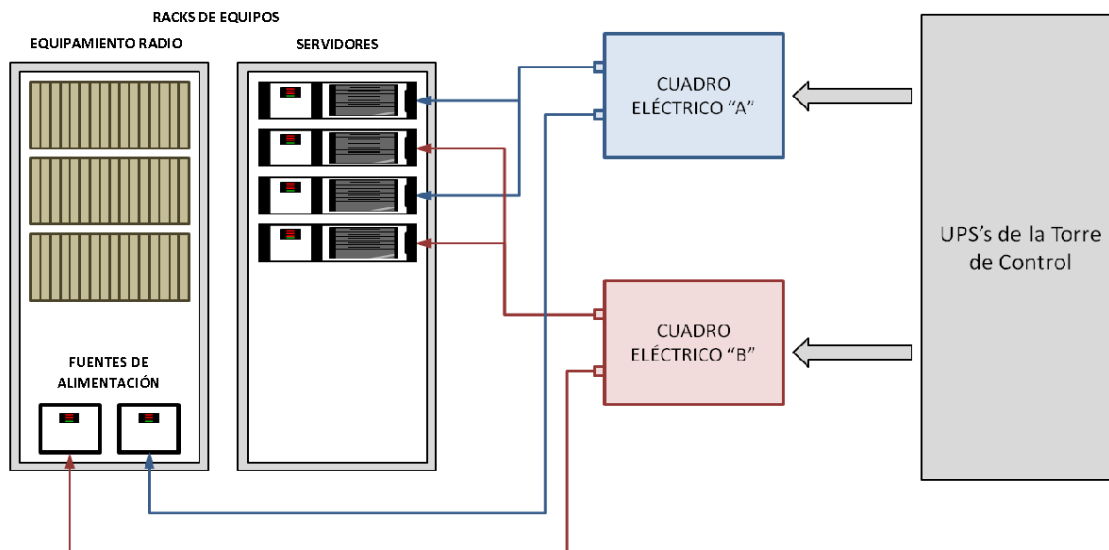 RACKS DE EQUIPOS
EQUIPAMIENTO RADIO
SERVIDORES
CUADRO
ELÉCTRICO “A”
UPS’s de la Torre
de Control
CUADRO
ELÉCTRICO “B”
FUENTES DE
ALIMENTACIÓN